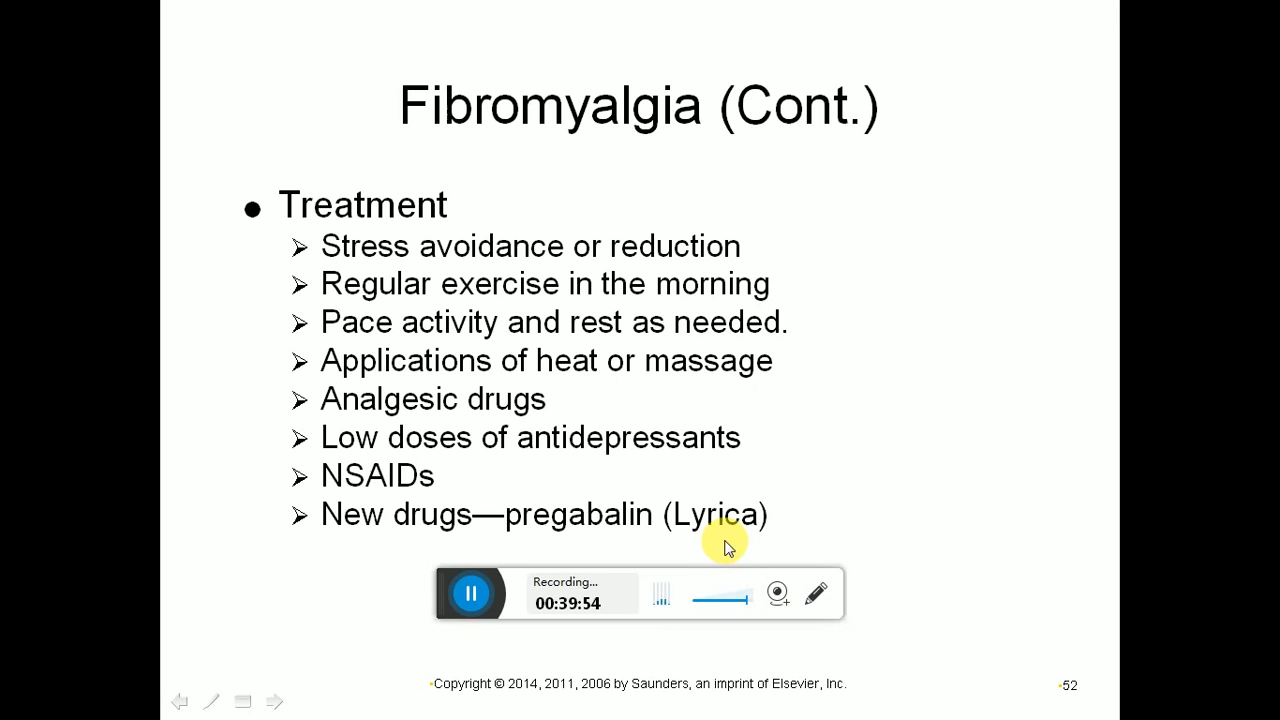 Fibromyalgia (Cont.)
● Treatment
➢ Stress avoidance or reduction
➢ Regular exercise in the morning
➢ Pace activity and rest as needed.
➢ Applications of heat or massage
➢ Analgesic drugs
➢ Low doses of antidepressants
➢ NSAIDs
➢ New drugs—pregabalin (Lyrica)
Recording...
00:39:54
•Copyright © 2014, 2011, 2006 by Saunders, an imprint of Elsevier, Inc.
•52